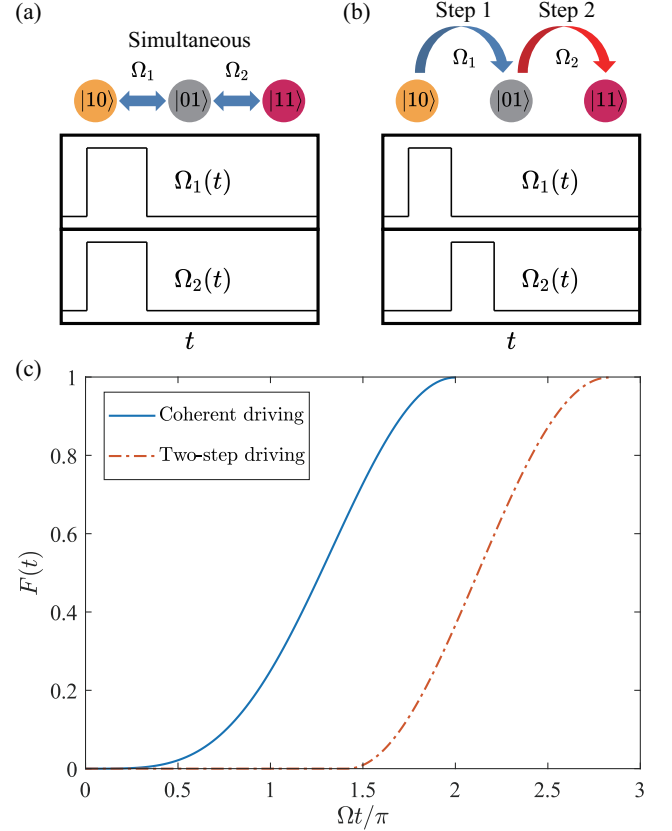 (a)
Simultaneous
Ω₁ Ω₂
|10⟩ |01⟩ |11⟩
Ω₁(t)
Ω₂(t)
t
(b)
Step 1 Step 2
Ω₁ Ω₂
|10⟩ |01⟩ |11⟩
Ω₁(t)
Ω₂(t)
t
(c)
1
0.8
0.6
0.4
0.2
0
F(t)
Coherent driving
Two-step driving
0 0.5 1 1.5 2 2.5 3
Ωt/π